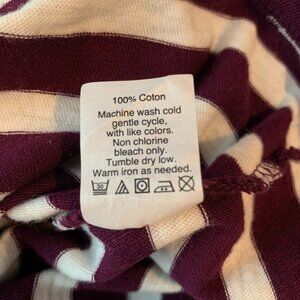 100% Coton
Machine wash cold
gentle cycle,
with like colors.
Non chlorine
bleach only.
Tumble dry low.
Warm iron as needed.